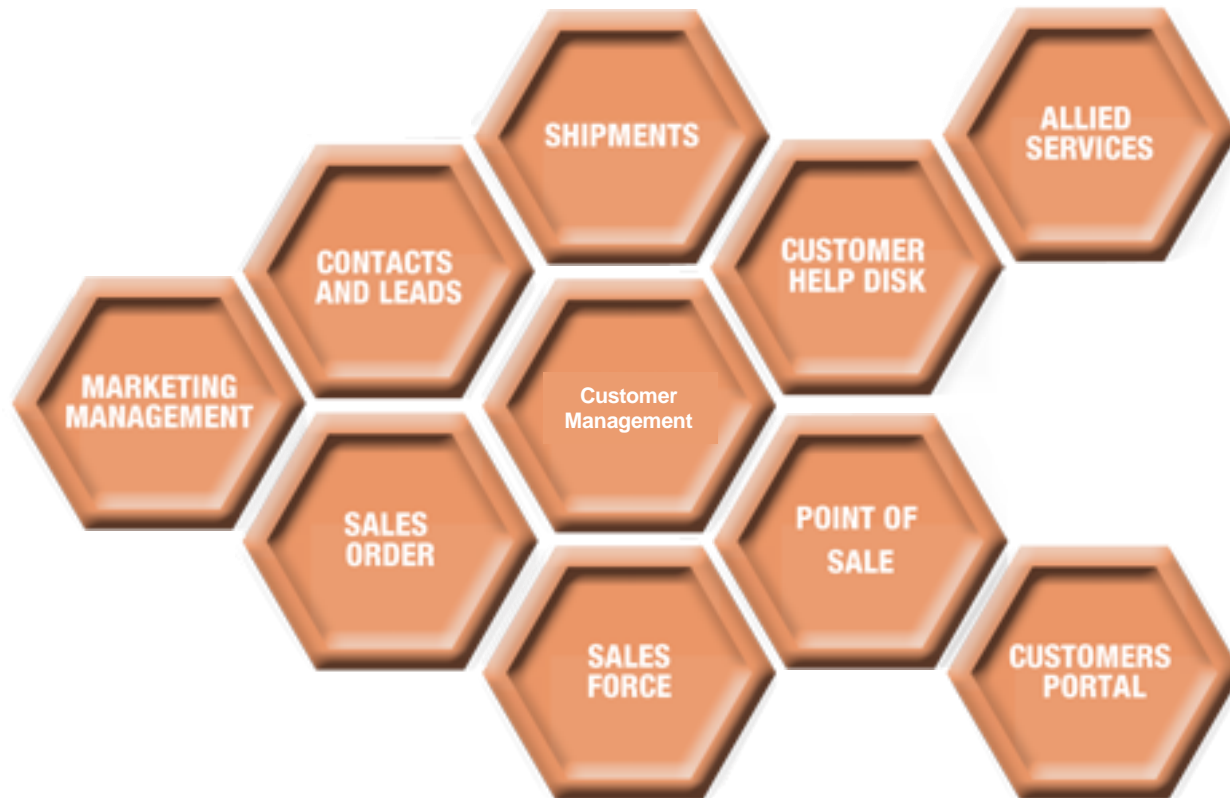 SHIPMENTS
ALLIED
SERVICES
CONTACTS
AND LEADS
CUSTOMER
HELP DISK
MARKETING
MANAGEMENT
Customer
Management
SALES
ORDER
POINT OF
SALE
SALES
FORCE
CUSTOMERS
PORTAL